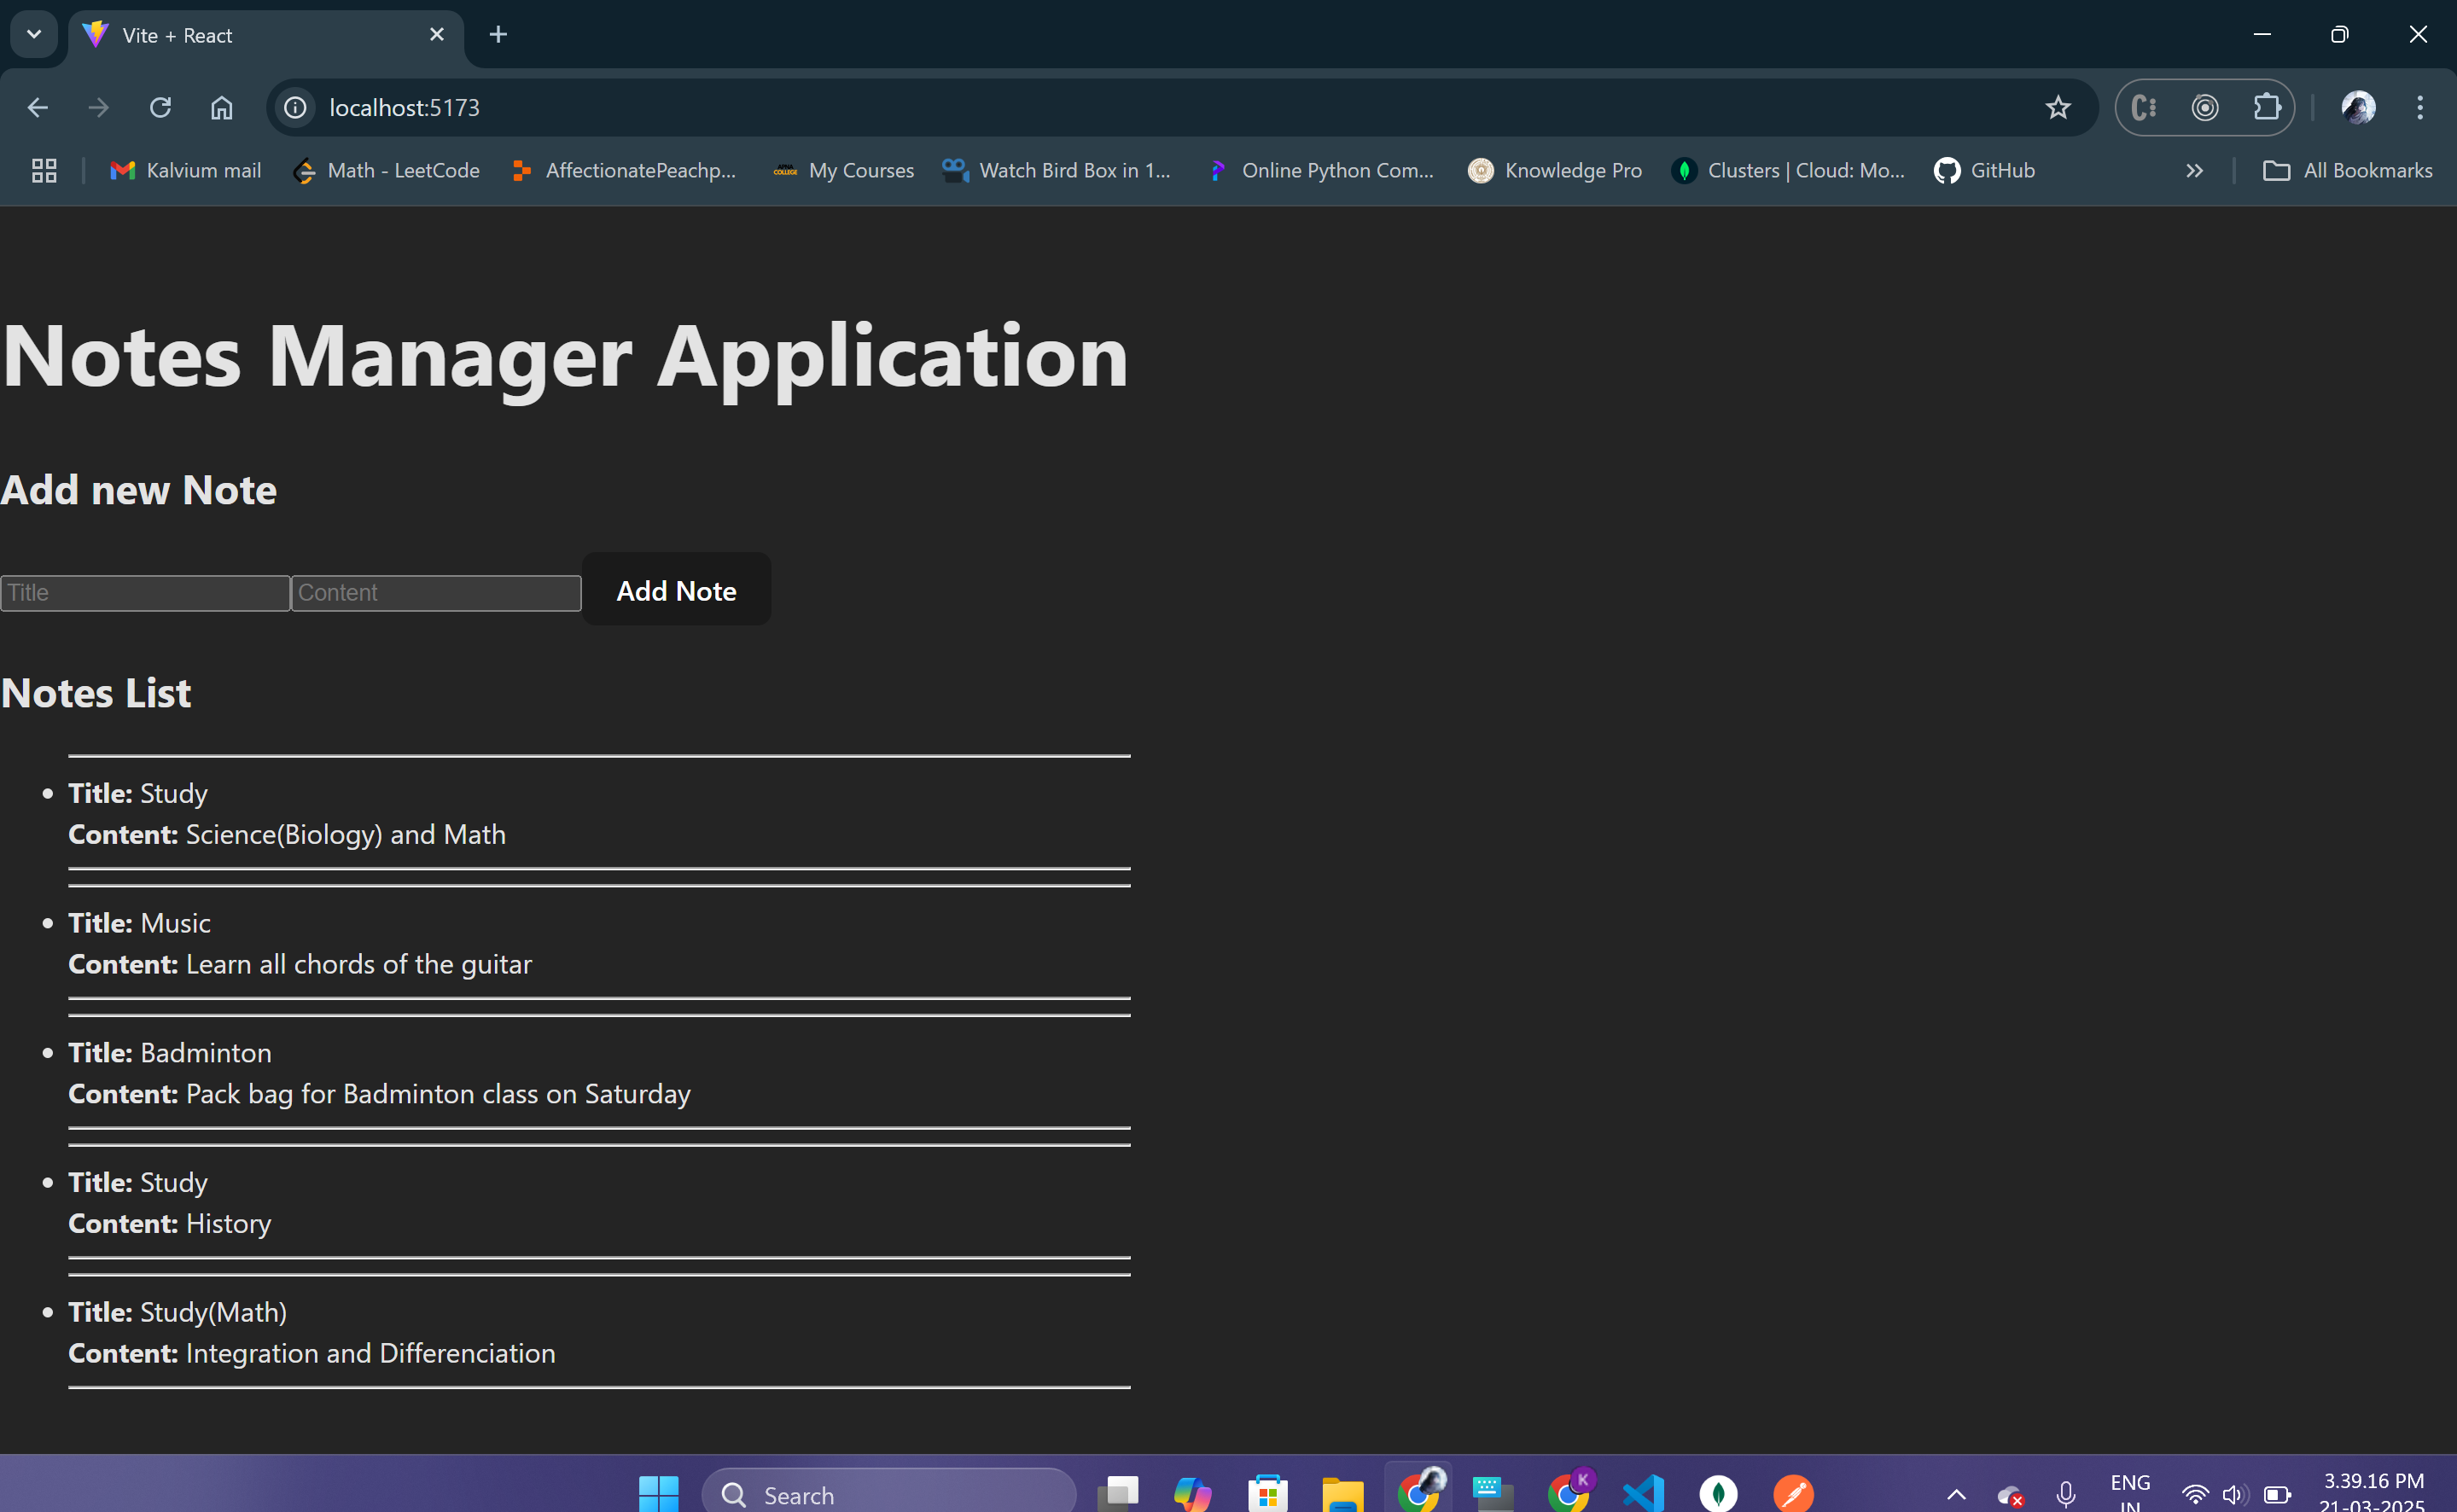 Vite + React
localhost:5173
Kalvium mail
Math - LeetCode
AffectionatePeachp...
My Courses
Watch Bird Box in 1...
Online Python Com...
Knowledge Pro
Clusters | Cloud: Mo...
GitHub
All Bookmarks
Notes Manager Application
Add new Note
Title Content Add Note
Notes List
Title: Study
Content: Science(Biology) and Math
Title: Music
Content: Learn all chords of the guitar
Title: Badminton
Content: Pack bag for Badminton class on Saturday
Title: Study
Content: History
Title: Study(Math)
Content: Integration and Differenciation
Search
K
ENG
IN
3.39.16 PM
21-03-2025